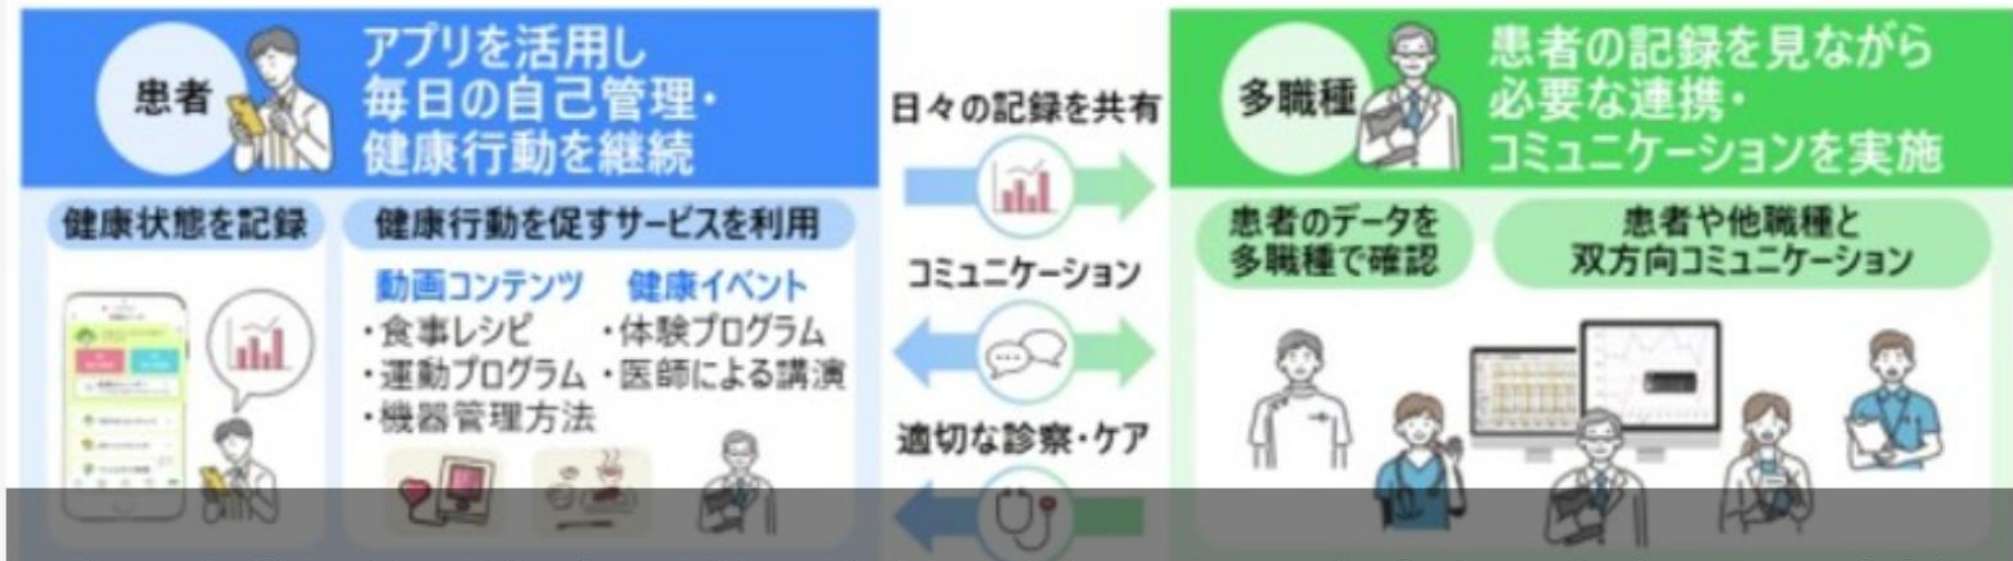 患者
アプリを活用し
毎日の自己管理・
健康行動を継続
健康状態を記録
健康行動を促すサービスを利用
動画コンテンツ
・食事レシピ
・運動プログラム
・機器管理方法
健康イベント
・体験プログラム
・医師による講演
日々の記録を共有
コミュニケーション
適切な診察・ケア
多職種
患者の記録を見ながら
必要な連携・
コミュニケーションを実施
患者のデータを
多職種で確認
患者や他職種と
双方向コミュニケーション